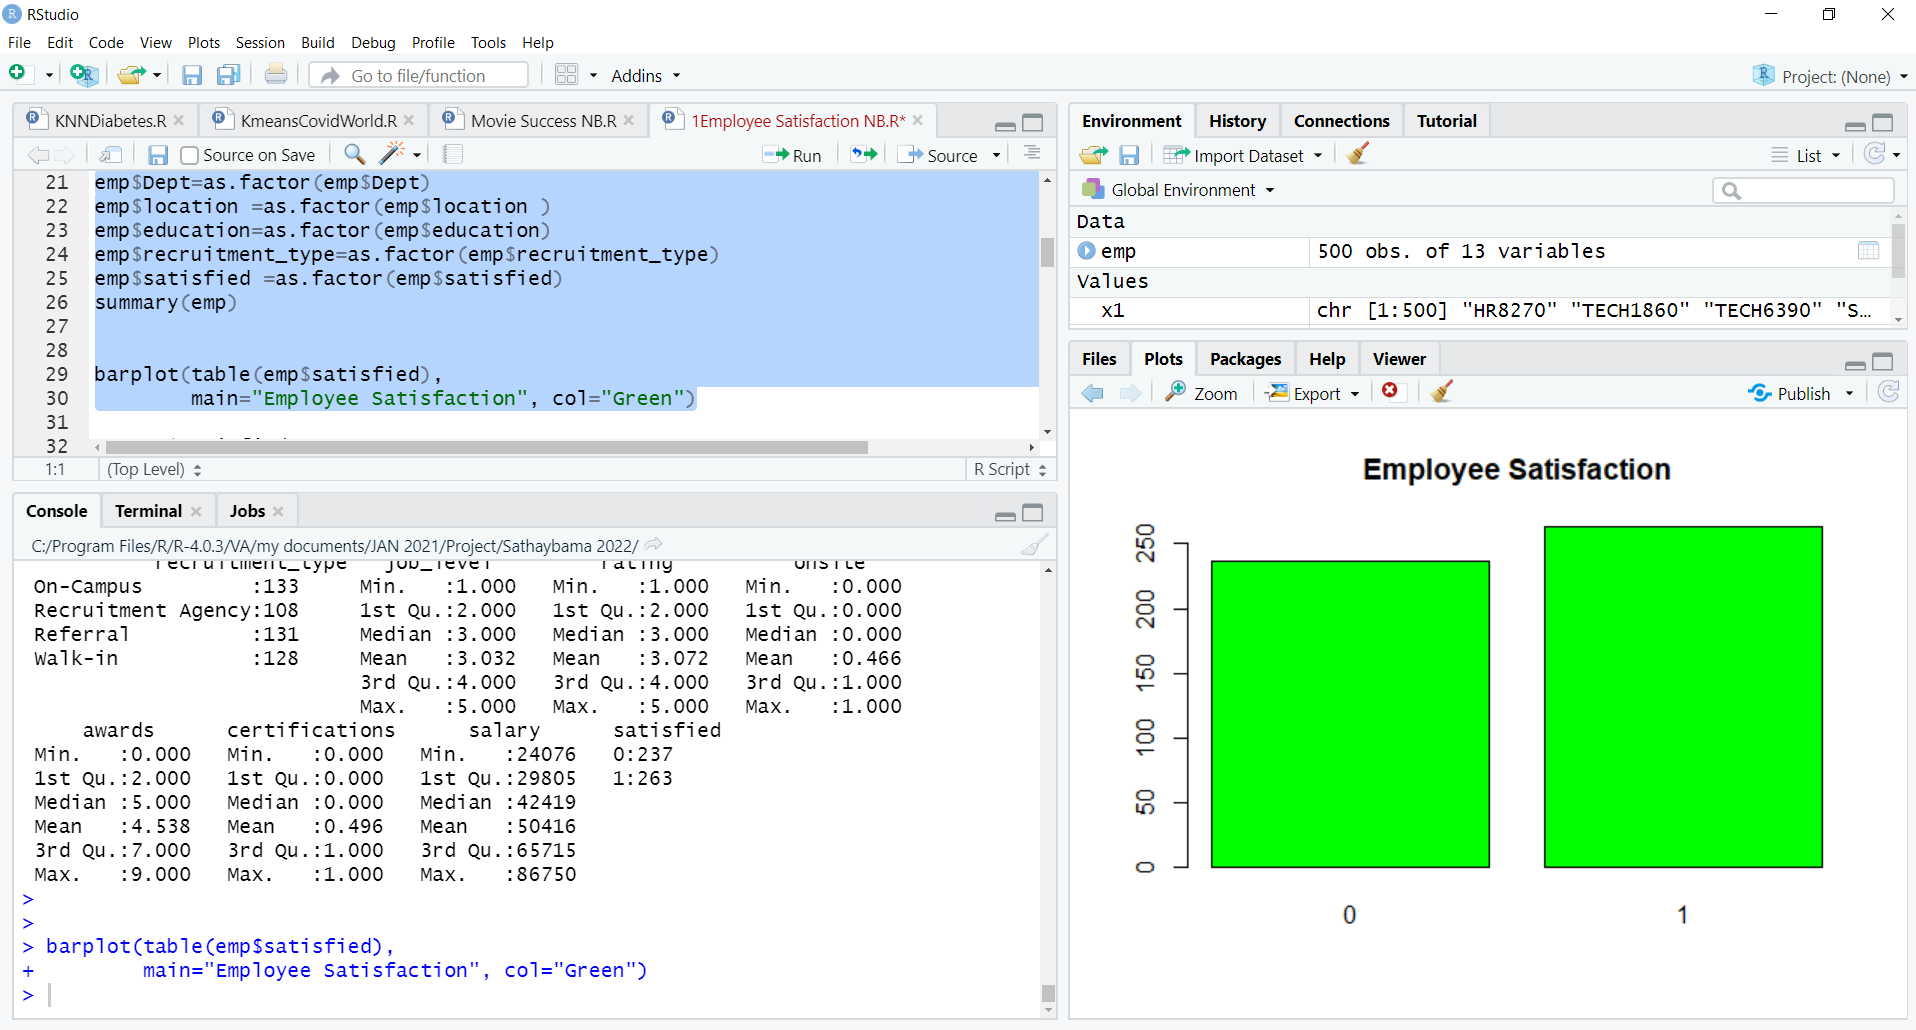 RStudio
File Edit Code View Plots Session Build Debug Profile Tools Help
Go to file/function Addins Project: (None)
KNNDiabetes.R KmeansCovidWorld.R Movie Success NB.R 1Employee Satisfaction NB.R*
Source on Save Run Source
21 emp$Dept=as.factor(emp$Dept)
22 emp$location =as.factor(emp$location )
23 emp$education=as.factor(emp$education)
24 emp$recruitment_type=as.factor(emp$recruitment_type)
25 emp$satisfied =as.factor(emp$satisfied)
26 summary(emp)
27
28
29 barplot(table(emp$satisfied),
30         main="Employee Satisfaction", col="Green")
31
32
1:1 (Top Level) R Script
Console Terminal Jobs
C:/Program Files/R/R-4.0.3/VA/my documents/JAN 2021/Project/Sathaybama 2022/
recruitment_type job_level rating onsite
On-Campus :133 Min. :1.000 Min. :1.000 Min. :0.000
Recruitment Agency:108 1st Qu.:2.000 1st Qu.:2.000 1st Qu.:0.000
Referral :131 Median :3.000 Median :3.000 Median :0.000
Walk-in :128 Mean :3.032 Mean :3.072 Mean :0.466
3rd Qu.:4.000 3rd Qu.:4.000 3rd Qu.:1.000
Max. :5.000 Max. :5.000 Max. :1.000
awards certifications salary satisfied
Min. :0.000 Min. :0.000 Min. :24076 0:237
1st Qu.:2.000 1st Qu.:0.000 1st Qu.:29805 1:263
Median :5.000 Median :0.000 Median :42419
Mean :4.538 Mean :0.496 Mean :50416
3rd Qu.:7.000 3rd Qu.:1.000 3rd Qu.:65715
Max. :9.000 Max. :1.000 Max. :86750
>
>
> barplot(table(emp$satisfied),
+         main="Employee Satisfaction", col="Green")
>
Environment History Connections Tutorial
Import Dataset List
Global Environment
Data
emp 500 obs. of 13 variables
Values
x1 chr [1:500] "HR8270" "TECH1860" "TECH6390" "S…
Files Plots Packages Help Viewer
Zoom Export Publish
Employee Satisfaction
250
200
150
100
50
0
0 1